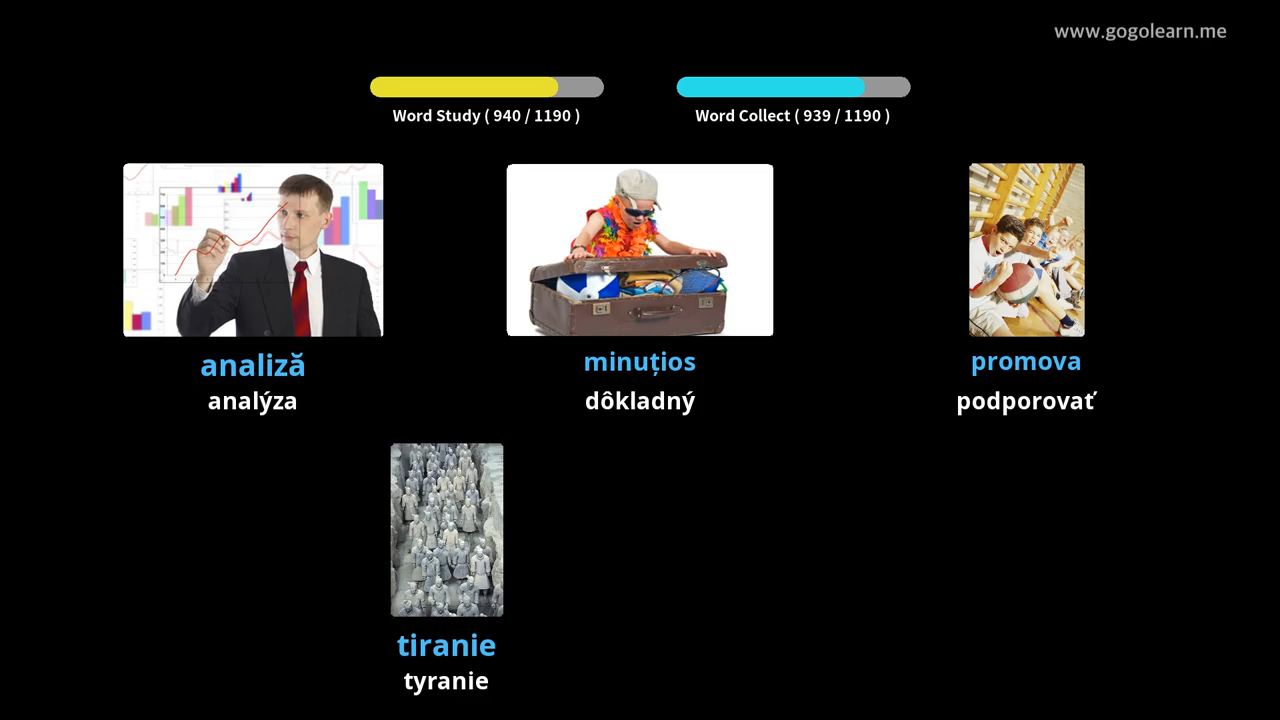 www.gogolearn.me
Word Study ( 940 / 1190 )
Word Collect ( 939 / 1190 )
analiză
analýza
minuțios
dôkladný
promova
podporovať
tiranie
tyranie